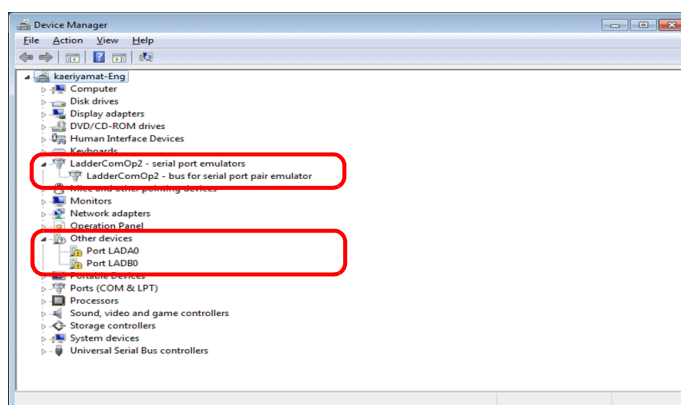 Device Manager
File Action View Help
kaeriyamat-Eng
Computer
Disk drives
Display adapters
DVD/CD-ROM drives
Human Interface Devices
Keyboards
LadderComOp2 - serial port emulators
LadderComOp2 - bus for serial port pair emulator
Mice and other pointing devices
Monitors
Network adapters
Operation Panel
Other devices
Port LADA0
Port LADB0
Portable Devices
Ports (COM & LPT)
Processors
Sound, video and game controllers
Storage controllers
System devices
Universal Serial Bus controllers